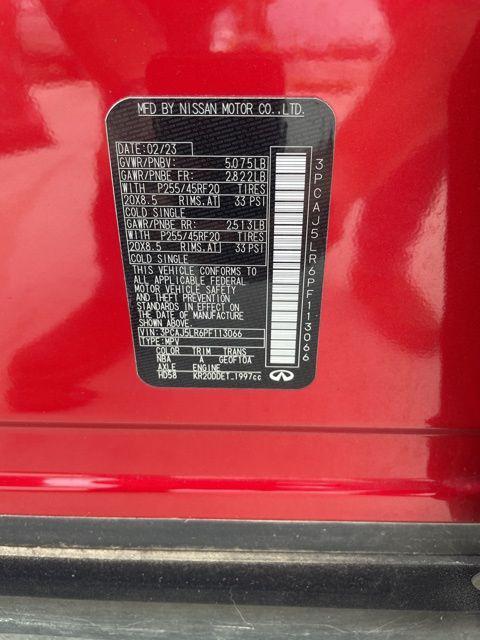 MFD BY NISSAN MOTOR CO., LTD.
DATE: 02/23
GVWR/PNBV: 5,075LB
GAWR/PNBE FR: 2,822LB
WITH P255/45RF20 TIRES
20X8.5 RIMS, AT 33 PSI
COLD SINGLE
GAWR/PNBE RR: 2,513LB
WITH P255/45RF20 TIRES
20X8.5 RIMS, AT 33 PSI
COLD SINGLE
THIS VEHICLE CONFORMS TO
ALL APPLICABLE FEDERAL
MOTOR VEHICLE SAFETY
AND THEFT PREVENTION
STANDARDS IN EFFECT ON
THE DATE OF MANUFACTURE
SHOWN ABOVE.
VIN: 3PCAJ5LR6PF113066
TYPE: MPV
COLOR TRIM TRANS
NBA A GE0F10A
AXLE ENGINE
HD58 KR20DDET 1997cc
3PCAJ5LR6PF113066